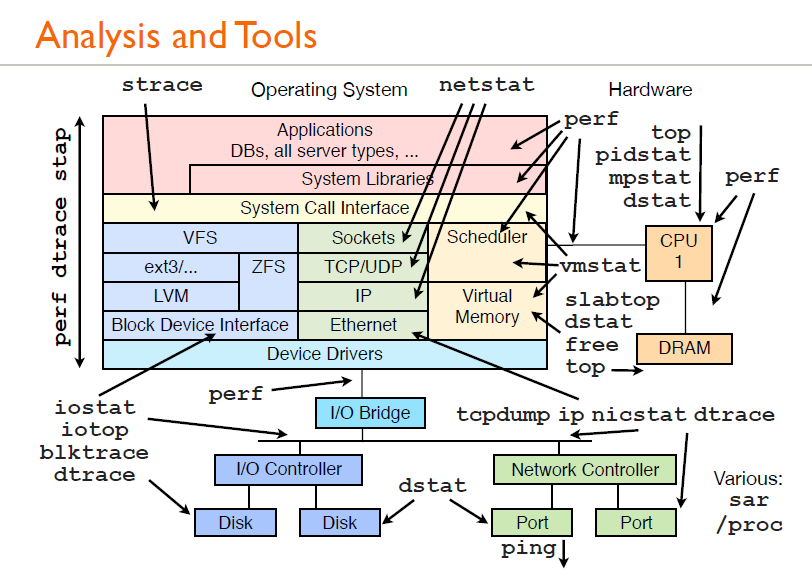 Analysis and Tools
strace
Operating System
netstat
Hardware
perf
top
pidstat
mpstat
dstat
perf
perf dtrace stap
Applications
DBs, all server types, ...
System Libraries
System Call Interface
VFS
Sockets
Scheduler
CPU
1
ext3/...
ZFS
TCP/UDP
vmstat
LVM
IP
Virtual
Memory
slabtop
dstat
free
top
Block Device Interface
Ethernet
DRAM
Device Drivers
perf
I/O Bridge
iostat
iotop
blktrace
dtrace
tcpdump ip nicstat dtrace
I/O Controller
Network Controller
dstat
Various:
sar
/proc
Disk
Disk
Port
Port
ping